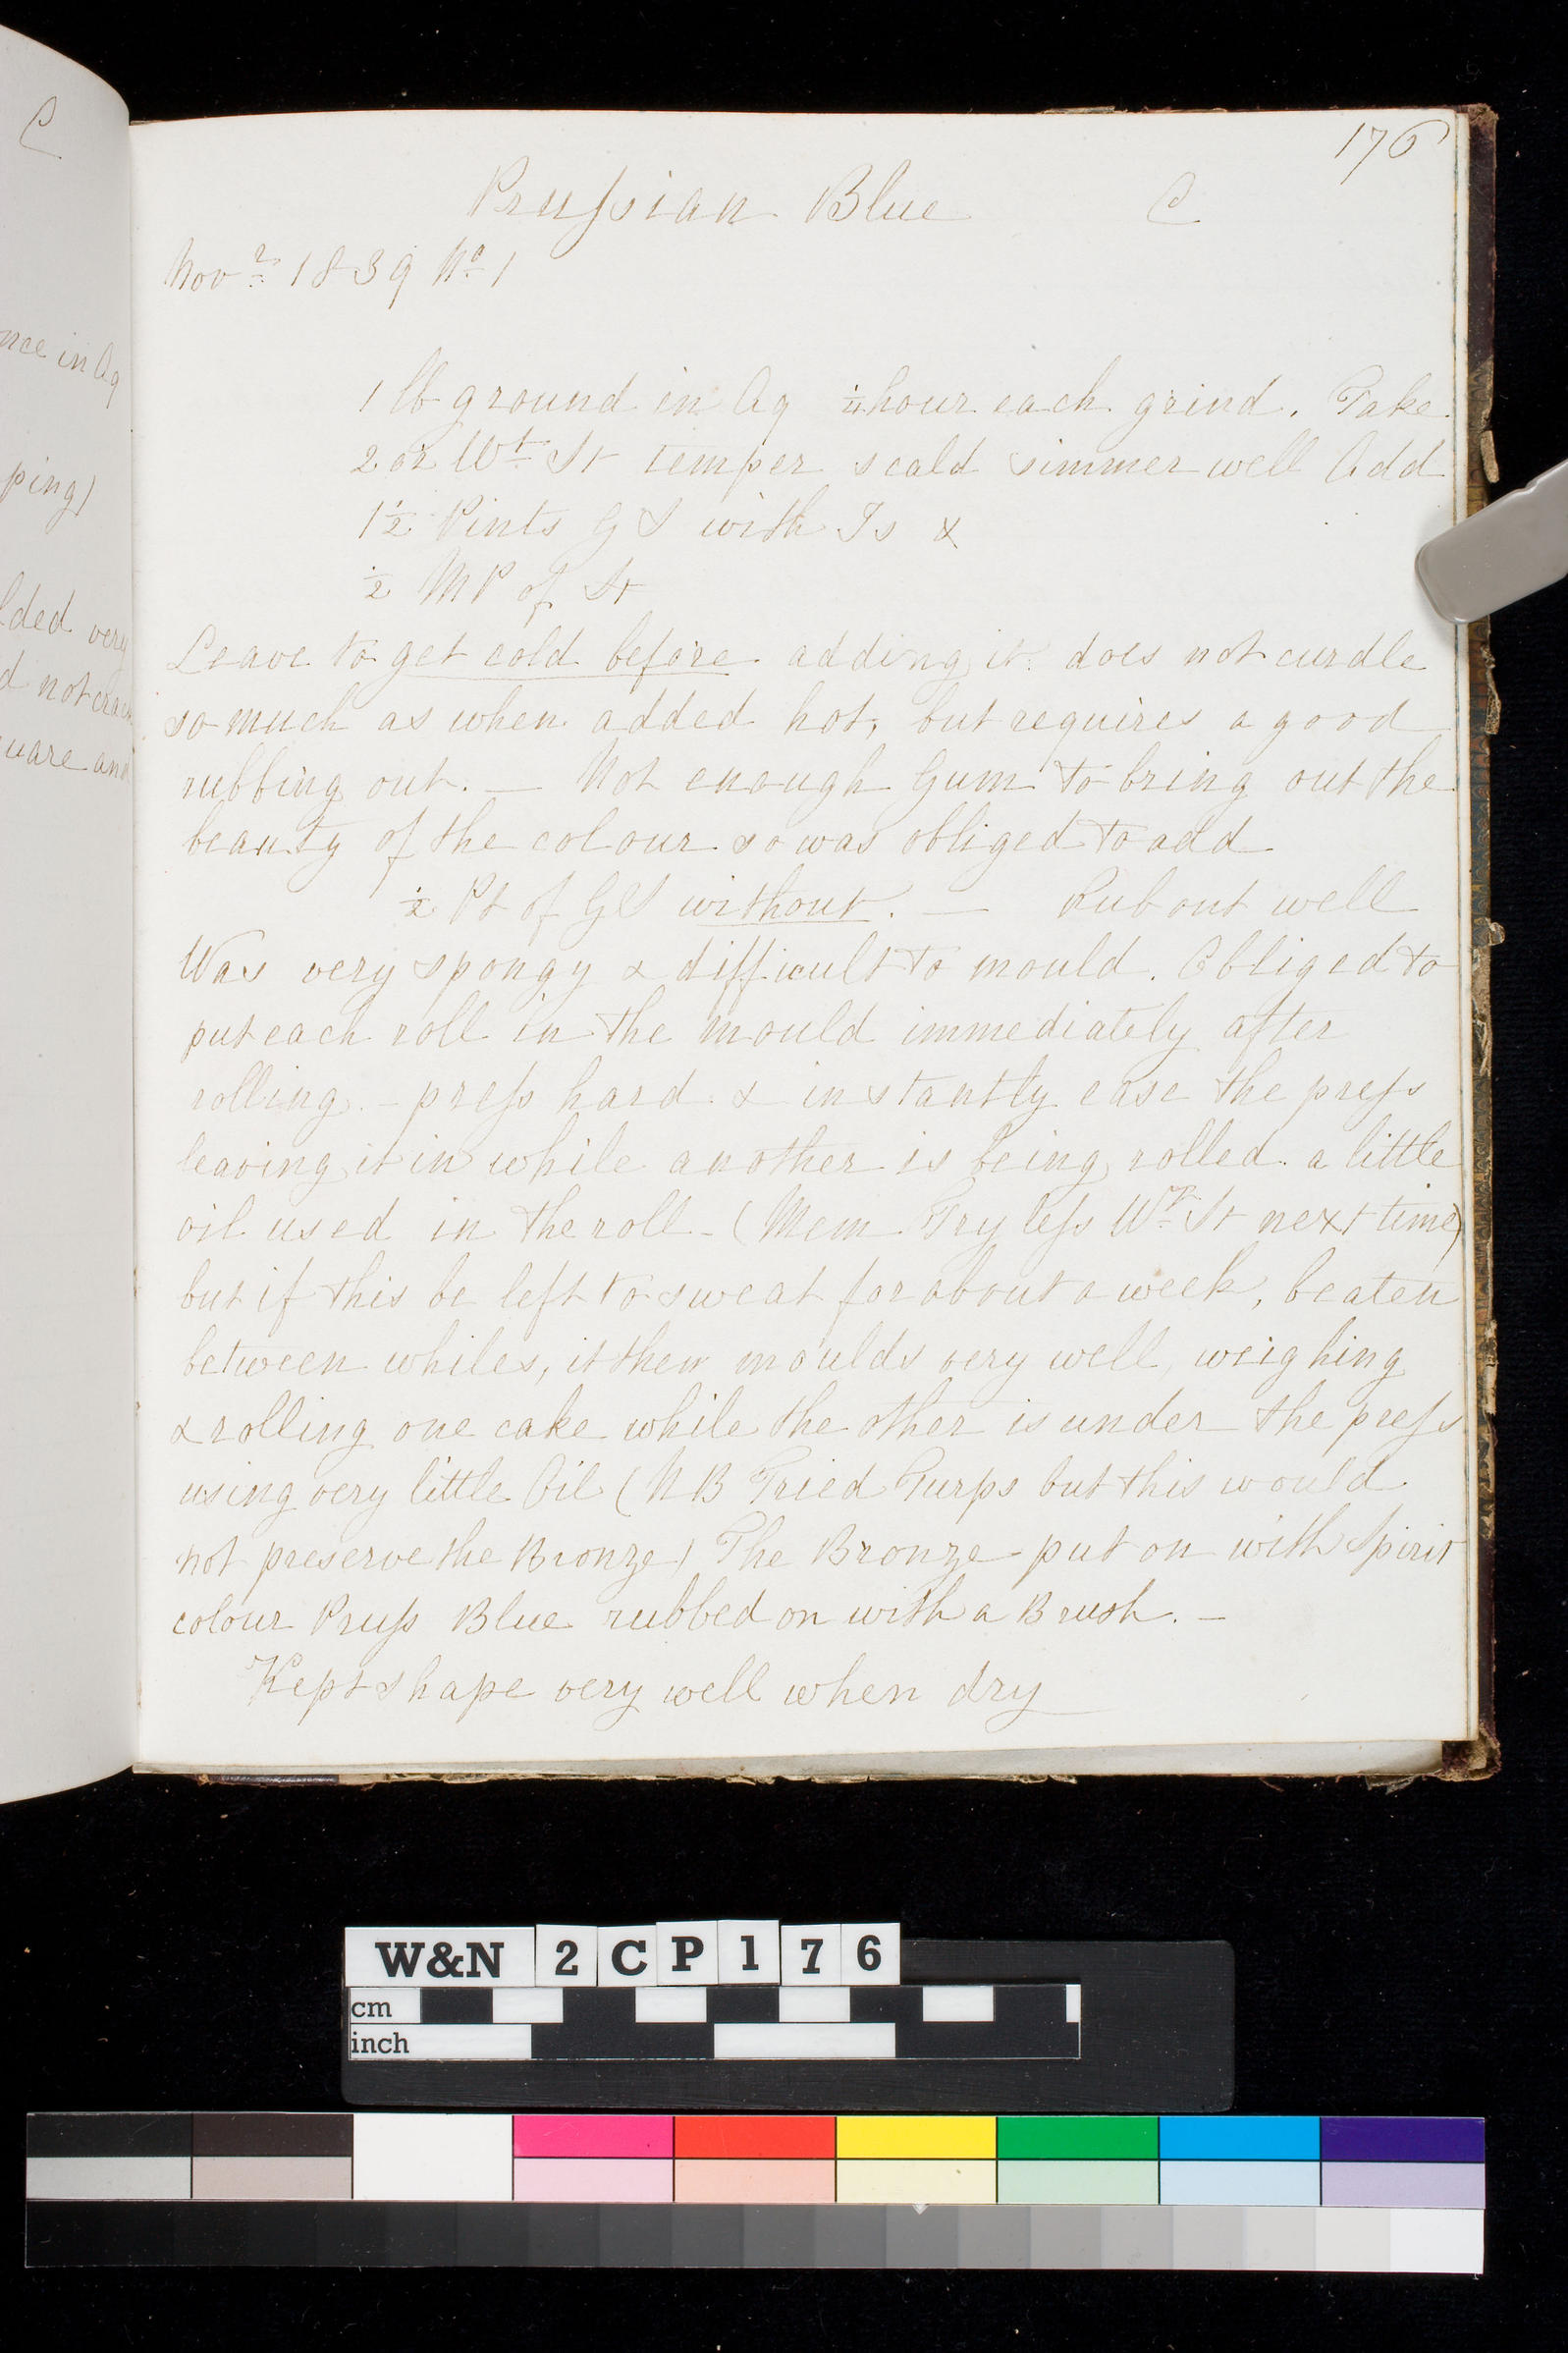 C
nce in Aq
ping)
lded very
d not crack
uare and
176
Prussian Blue C
Novr 1839 No 1
1 lb ground in Aq ¼ hour each grind. Take
2 oz Wt St temper scald simmer well Add
1½ Pints G S with Is &
½ M P of St
Leave to get cold before adding it. does not curdle
so much as when added hot, but requires a good
rubbing out. — Not enough Gum to bring out the
beauty of the colour so was obliged to add
½ Pt of G S without. — Rub out well
Was very spongy & difficult to mould. Obliged to
put each roll in the mould immediately after
rolling. – press hard. & instantly ease the press
leaving it in while another is being rolled. a little
oil used in the roll – (Mem Try less Wt St next time)
but if this be left to sweat for about a week, beaten
between whiles, it then moulds very well, weighing
& rolling one cake while the other is under the press
using very little Oil (N B Tried Turps but this would
not preserve the Bronze) The Bronze put on with Spirit
colour Pruss Blue rubbed on with a Brush. –
Kept shape very well when dry
W&N 2CP176
cm
inch